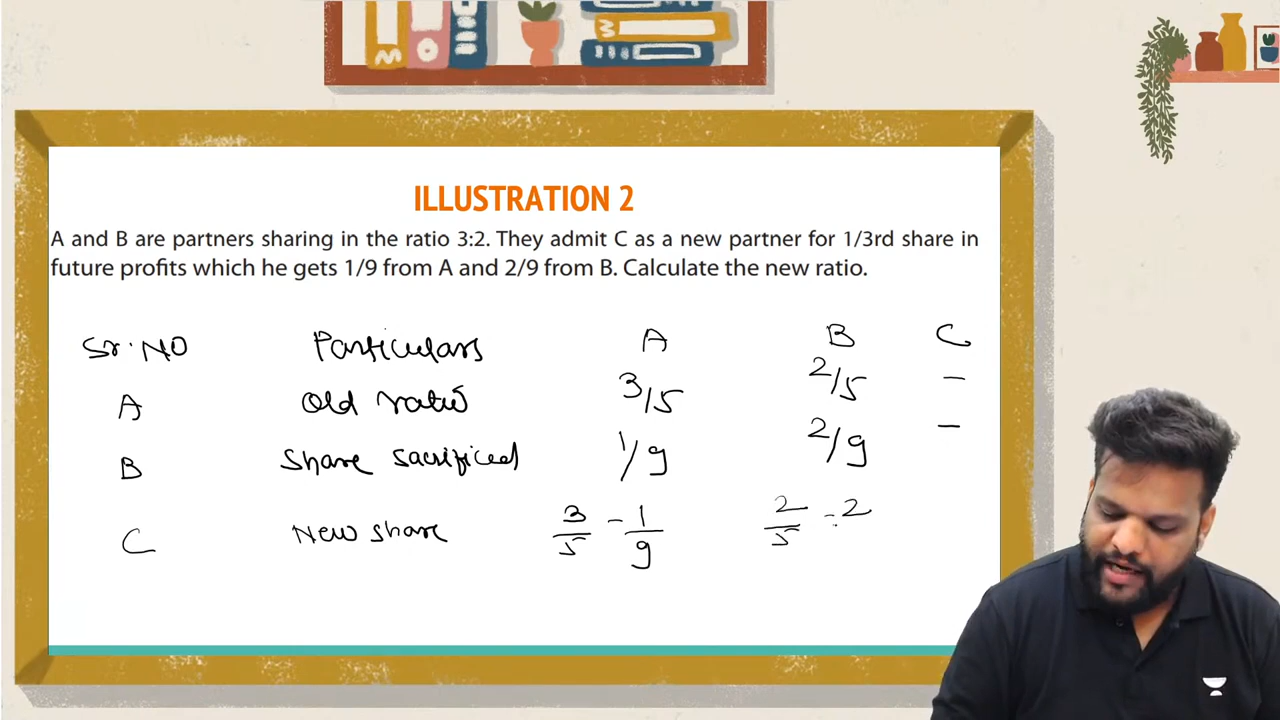 ILLUSTRATION 2
A and B are partners sharing in the ratio 3:2. They admit C as a new partner for 1/3rd share in
future profits which he gets 1/9 from A and 2/9 from B. Calculate the new ratio.
Sr.NO Particulars A B C
A Old ratio 3/5 2/5 –
B Share sacrificed 1/9 2/9 –
C New share 3/5 - 1/9 2/5 - 2